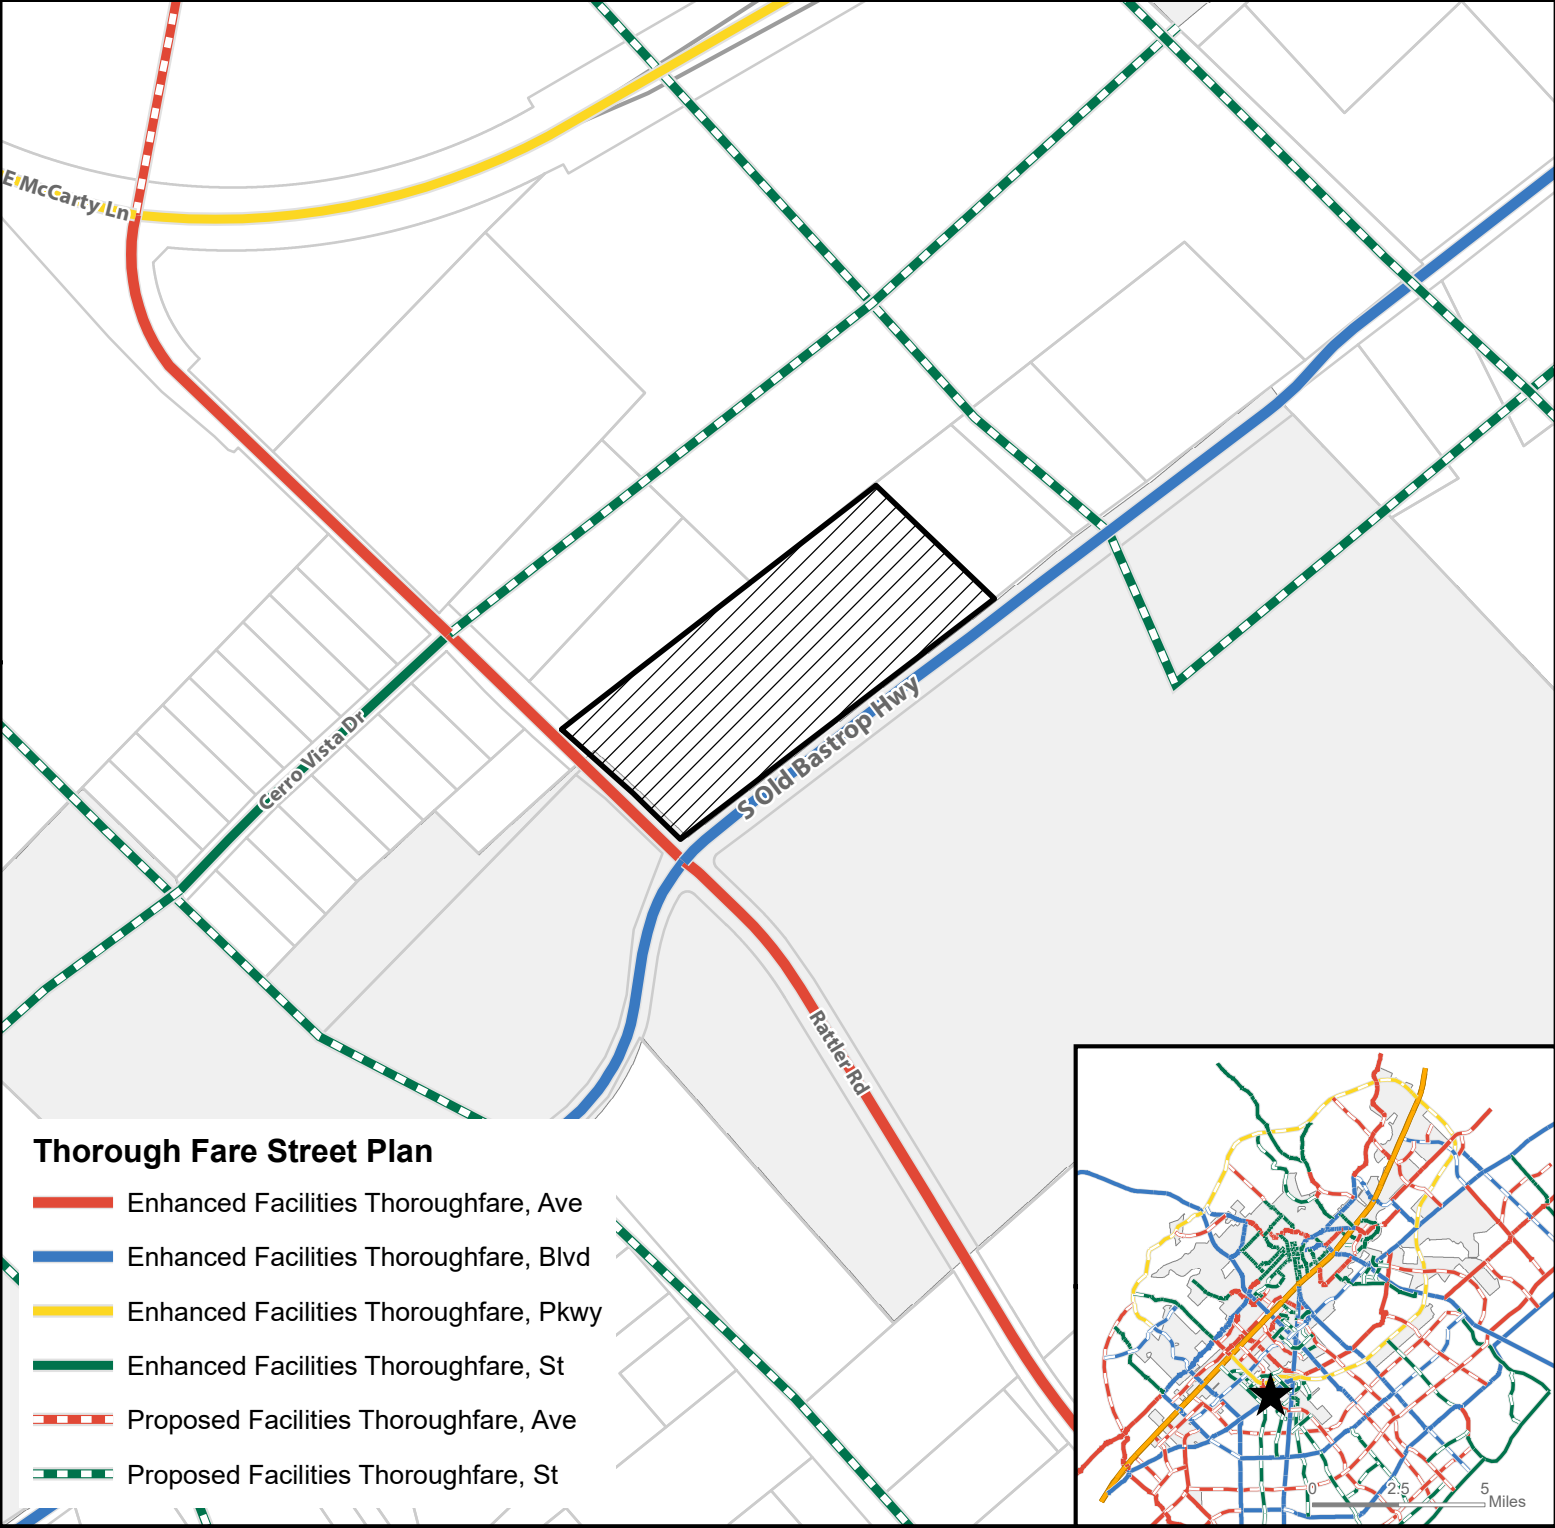 E McCarty Ln
Cerro Vista Dr
S Old Bastrop Hwy
Rattler Rd
Thorough Fare Street Plan
Enhanced Facilities Thoroughfare, Ave
Enhanced Facilities Thoroughfare, Blvd
Enhanced Facilities Thoroughfare, Pkwy
Enhanced Facilities Thoroughfare, St
Proposed Facilities Thoroughfare, Ave
Proposed Facilities Thoroughfare, St
0 2.5 5
Miles